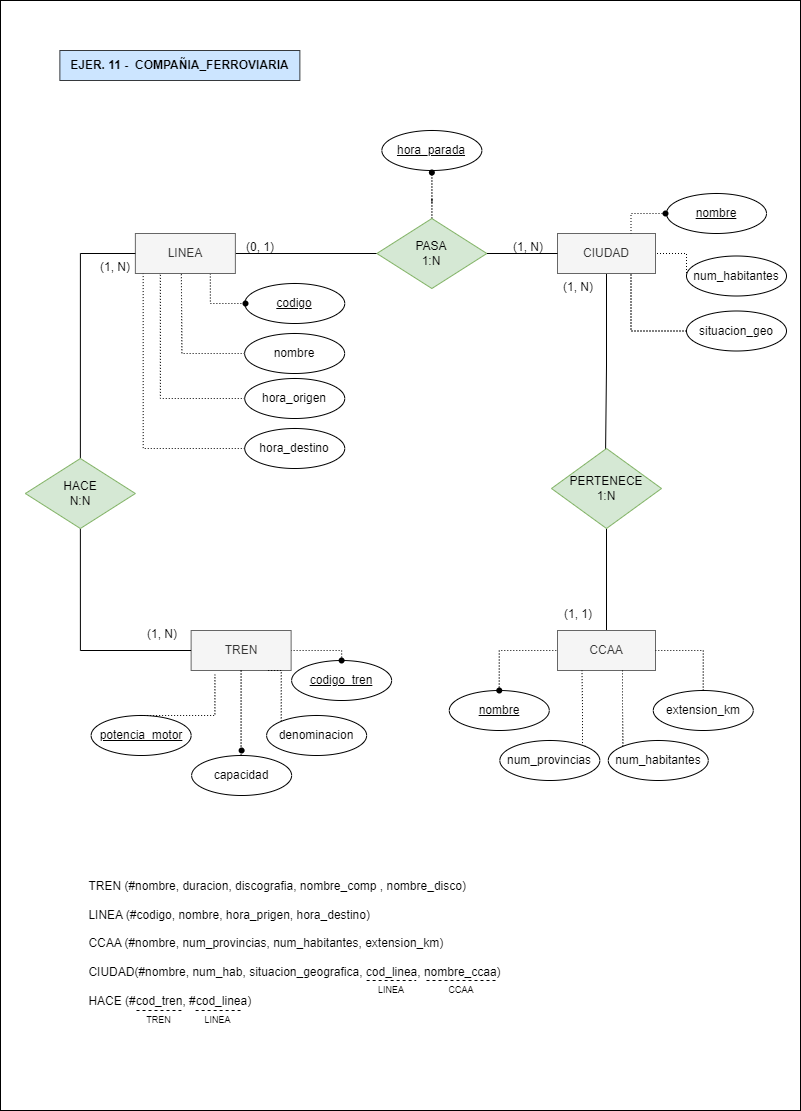 EJER. 11 - COMPAÑIA_FERROVIARIA
hora_parada
nombre
LINEA
(0, 1)
PASA
1:N
(1, N)
CIUDAD
(1, N)
num_habitantes
(1, N)
codigo
situacion_geo
nombre
hora_origen
hora_destino
HACE
N:N
PERTENECE
1:N
(1, N)
(1, 1)
TREN
CCAA
codigo_tren
nombre
extension_km
potencia_motor
denominacion
num_provincias
num_habitantes
capacidad
TREN (#nombre, duracion, discografia, nombre_comp , nombre_disco)
LINEA (#codigo, nombre, hora_prigen, hora_destino)
CCAA (#nombre, num_provincias, num_habitantes, extension_km)
CIUDAD(#nombre, num_hab, situacion_geografica, cod_linea, nombre_ccaa)
LINEA CCAA
HACE (#cod_tren, #cod_linea)
TREN LINEA